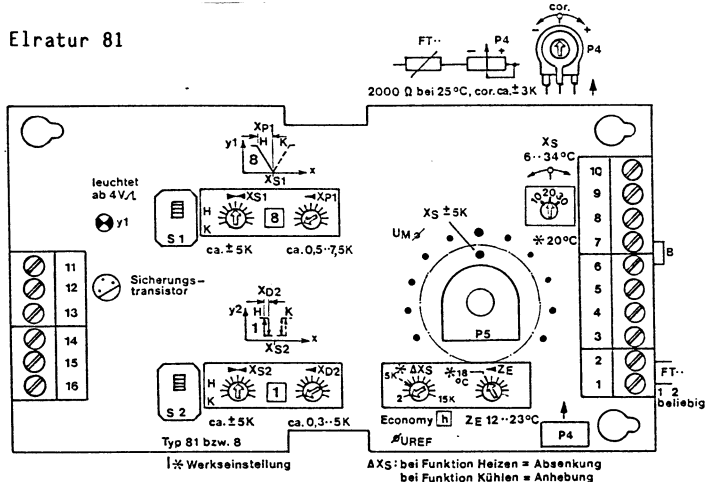 Elratur 81
cor.
- +
P4
FT··
P4
- +
2000 Ω bei 25°C, cor. ca. ± 3K
XP1
y1 H K
8
x
XS1
leuchtet
ab 4V
y1
S 1
H
K
XS1
8
XP1
ca. ± 5K
ca. 0,5··7,5K
XS
6··34°C
10 20 30
* 20°C
XS ± 5K
UM
P5
10
9
8
7
6
5
4
3
2
1
B
FT··
1 2
beliebig
11
12
13
14
15
16
Sicherungs-
transistor
XD2
y2 H K
1
x
XS2
S 2
H
K
XS2
1
XD2
ca. ± 5K
ca. 0,3··5K
* ΔXS
5K
2
15K
*18
°C
ZE
Economy h
ZE 12··23°C
UREF
P4
Typ 81 bzw. 8
* Werkseinstellung
ΔXS: bei Funktion Heizen = Absenkung
bei Funktion Kühlen = Anhebung